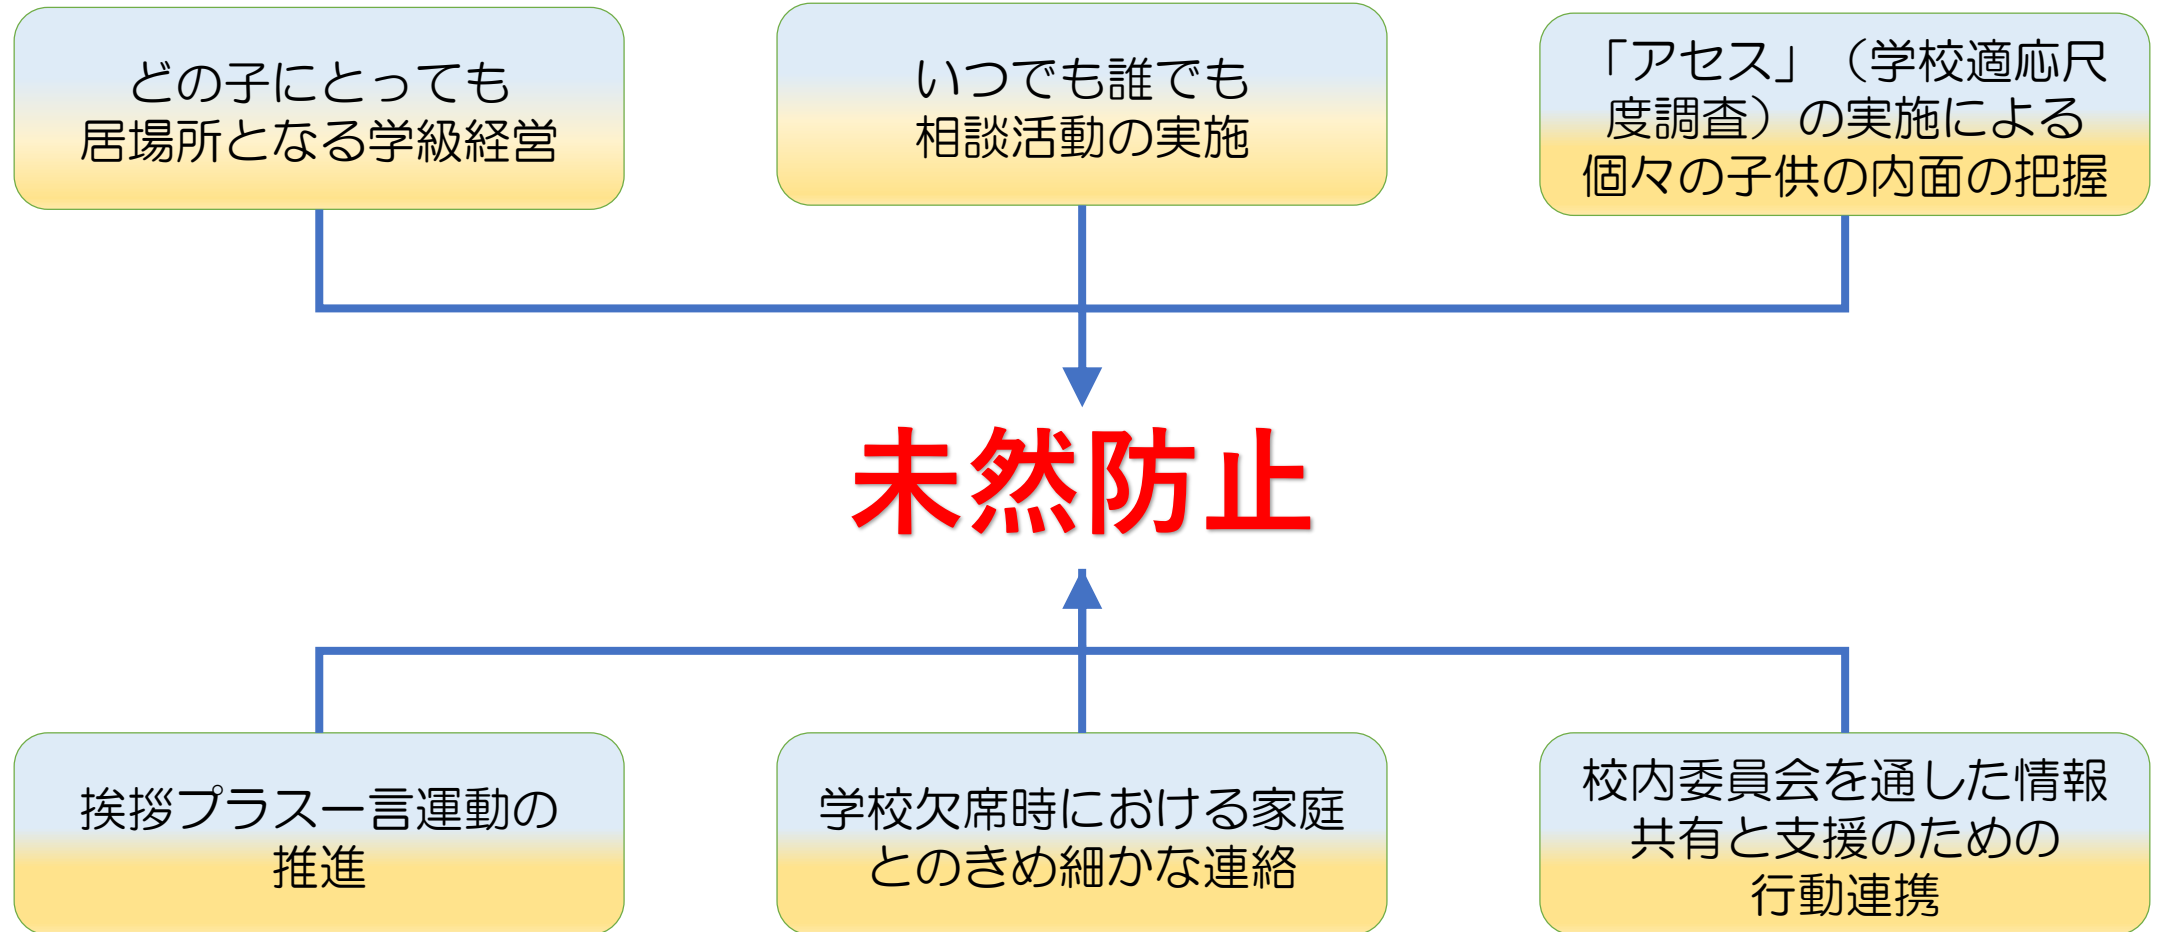 どの子にとっても
居場所となる学級経営
いつでも誰でも
相談活動の実施
「アセス」（学校適応尺
度調査）の実施による
個々の子供の内面の把握
未然防止
挨拶プラス一言運動の
推進
学校欠席時における家庭
とのきめ細かな連絡
校内委員会を通した情報
共有と支援のための
行動連携